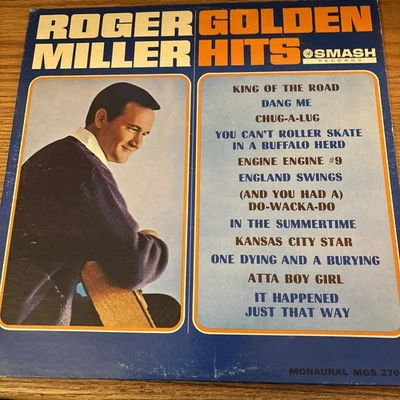 ROGER MILLER
GOLDEN HITS
SMASH
RECORDS
KING OF THE ROAD
DANG ME
CHUG-A-LUG
YOU CAN'T ROLLER SKATE
IN A BUFFALO HERD
ENGINE ENGINE #9
ENGLAND SWINGS
(AND YOU HAD A)
DO-WACKA-DO
IN THE SUMMERTIME
KANSAS CITY STAR
ONE DYING AND A BURYING
ATTA BOY GIRL
IT HAPPENED
JUST THAT WAY
MONAURAL MGS 270